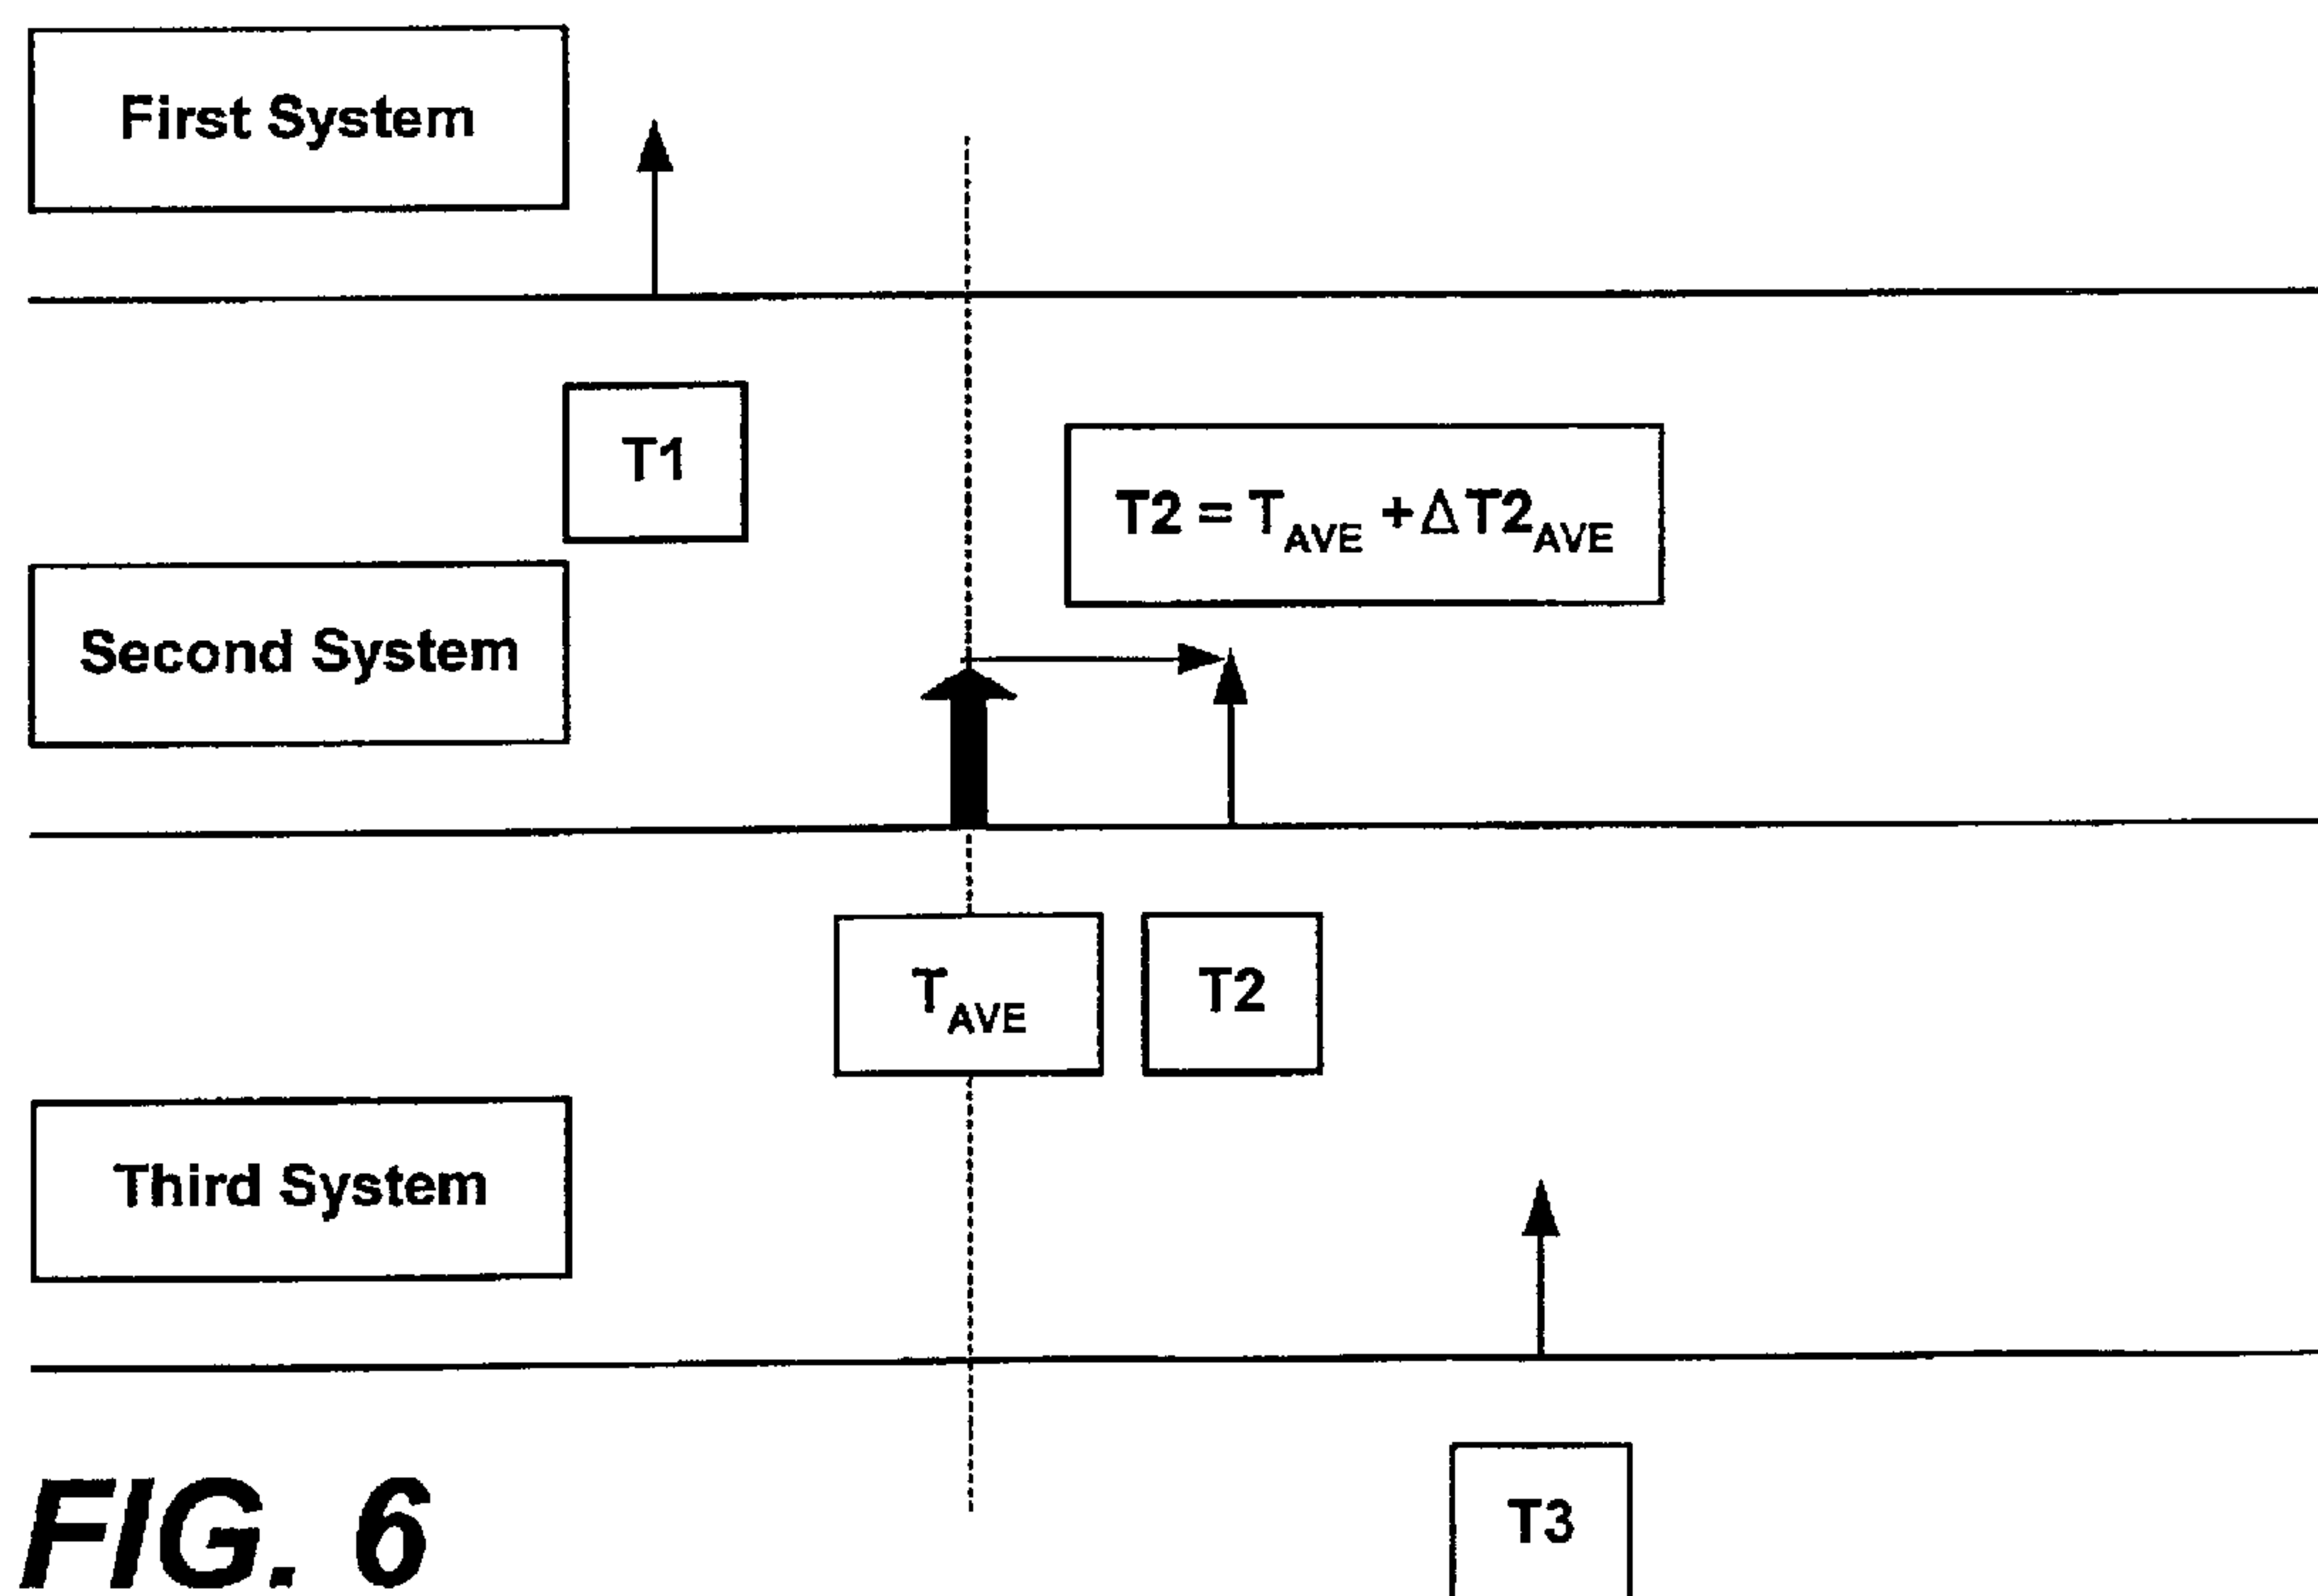 First System
T1
T2 = T_AVE + ΔT2_AVE
Second System
T_AVE
T2
Third System
T3
FIG. 6